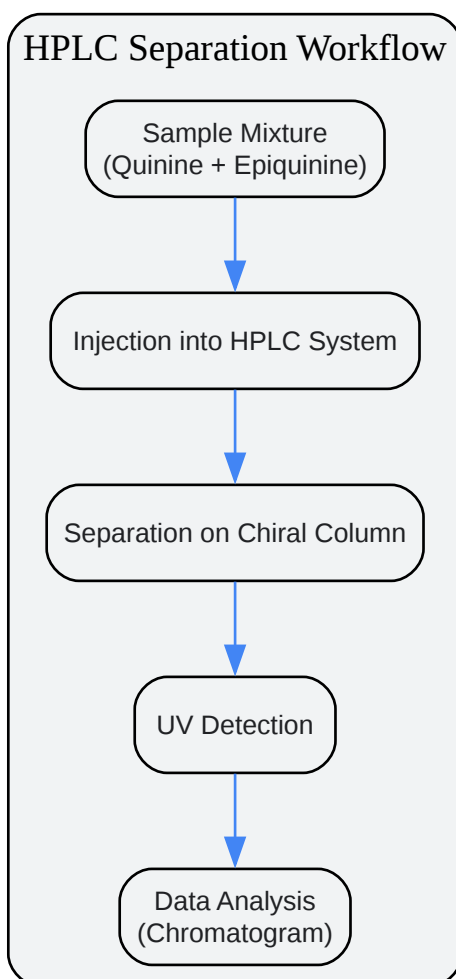 HPLC Separation Workflow
Sample Mixture
(Quinine + Epiquinine)
Injection into HPLC System
Separation on Chiral Column
UV Detection
Data Analysis
(Chromatogram)